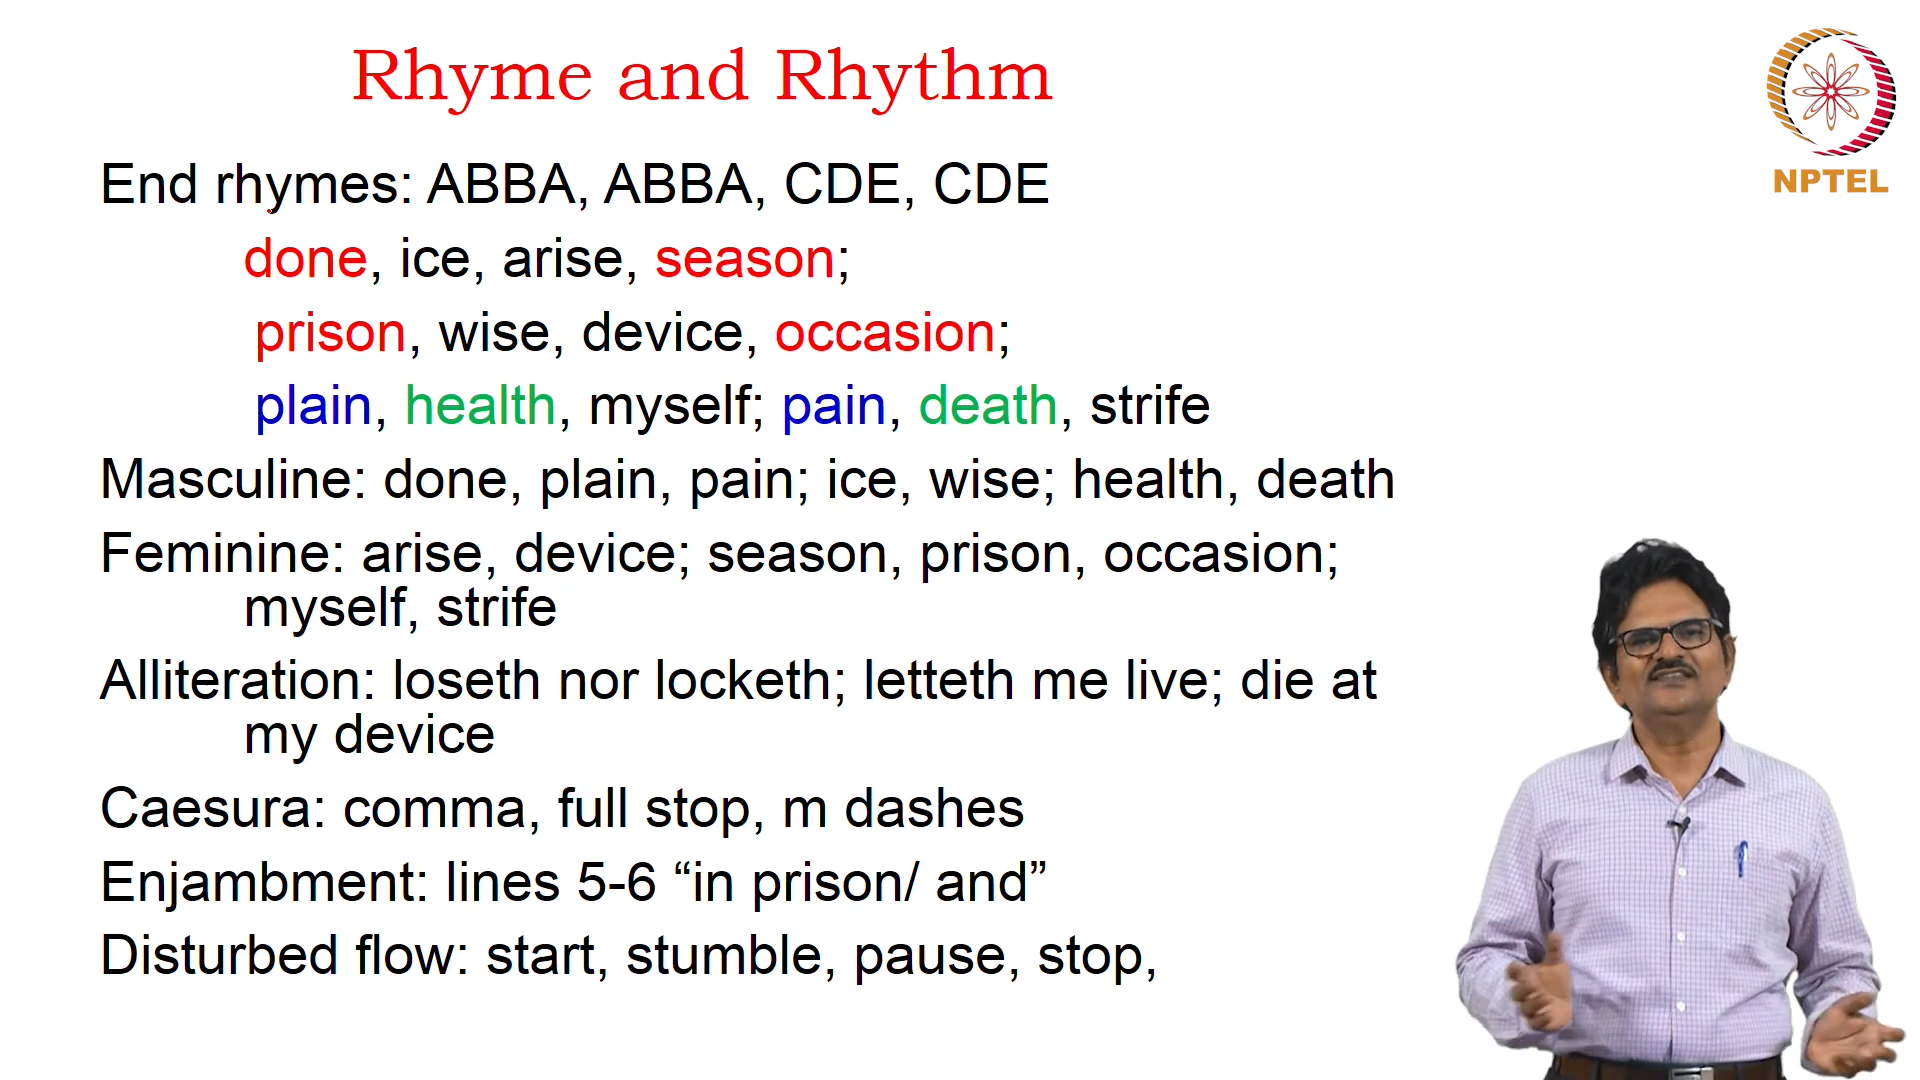 Rhyme and Rhythm
NPTEL
End rhymes: ABBA, ABBA, CDE, CDE
done, ice, arise, season;
prison, wise, device, occasion;
plain, health, myself; pain, death, strife
Masculine: done, plain, pain; ice, wise; health, death
Feminine: arise, device; season, prison, occasion;
myself, strife
Alliteration: loseth nor locketh; letteth me live; die at
my device
Caesura: comma, full stop, m dashes
Enjambment: lines 5-6 “in prison/ and”
Disturbed flow: start, stumble, pause, stop,